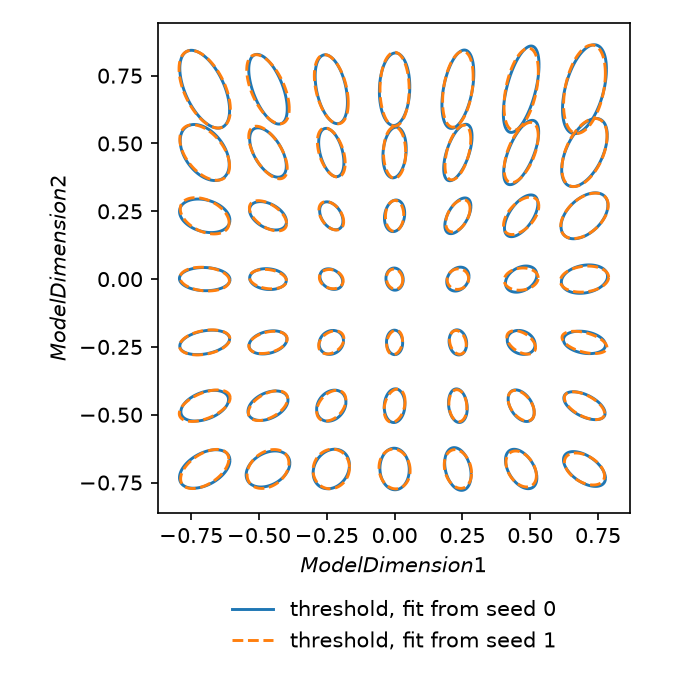 0.75
0.50
0.25
0.00
−0.25
−0.50
−0.75
ModelDimension2
−0.75 −0.50 −0.25 0.00 0.25 0.50 0.75
ModelDimension1
threshold, fit from seed 0
threshold, fit from seed 1